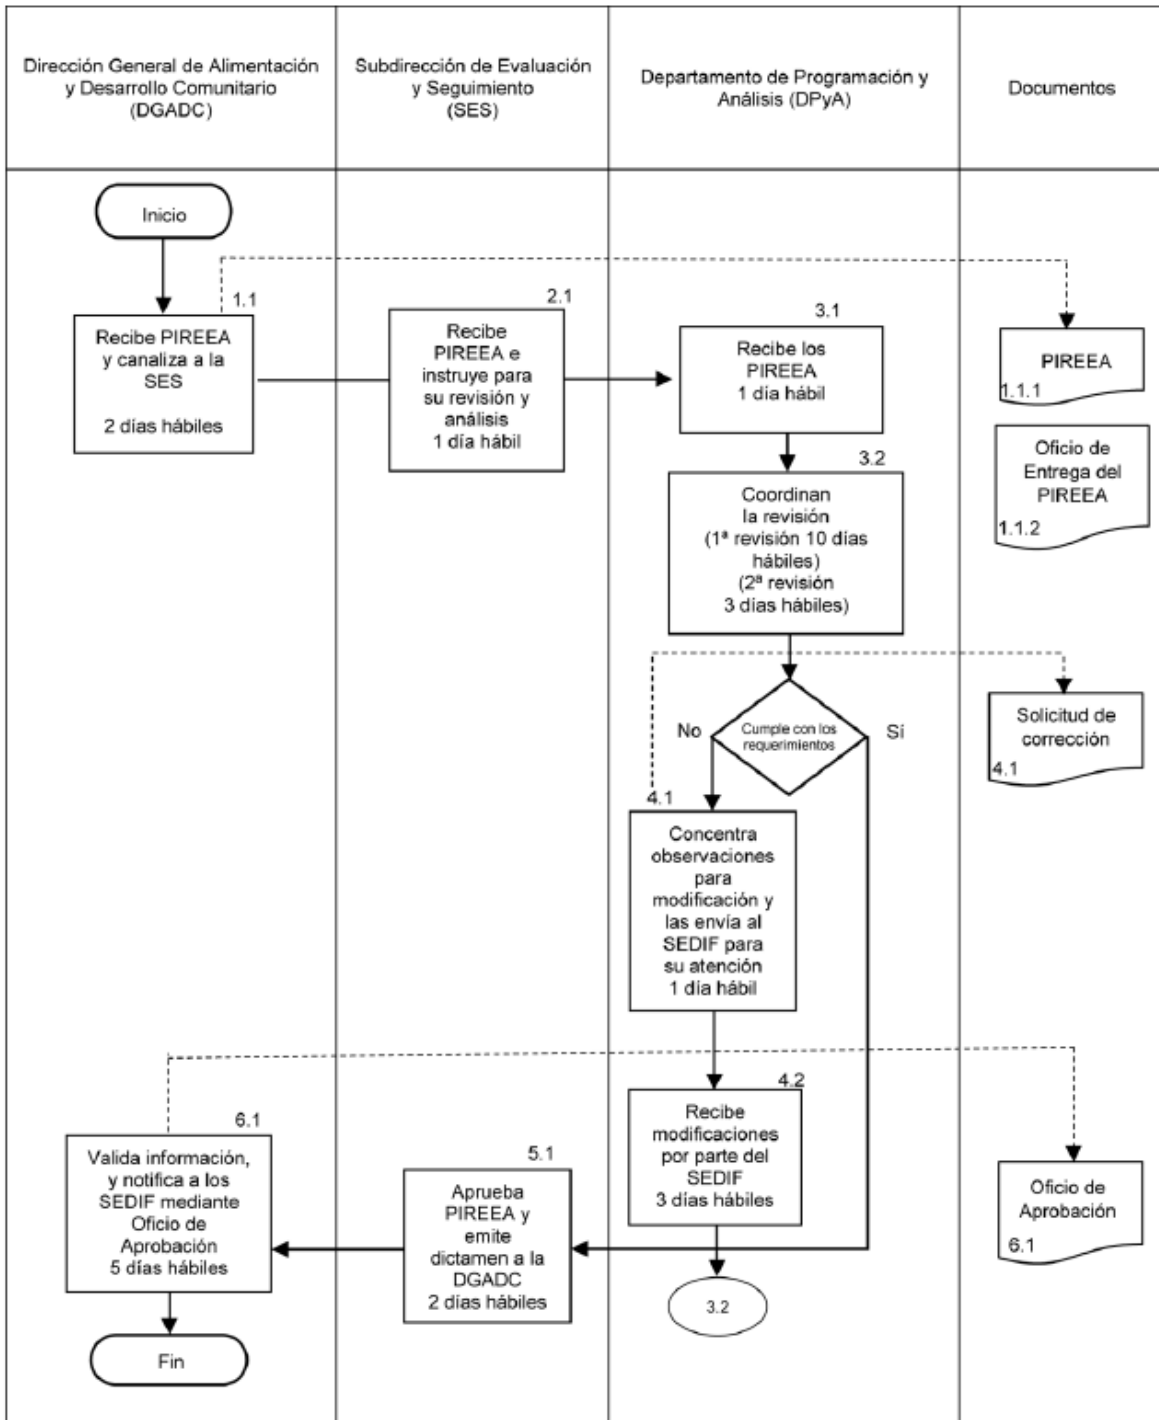 Dirección General de Alimentación
y Desarrollo Comunitario
(DGADC)
Subdirección de Evaluación
y Seguimiento
(SES)
Departamento de Programación y
Análisis (DPyA)
Documentos
Inicio
1.1
Recibe PIREEA
y canaliza a la
SES
2 días hábiles
2.1
Recibe
PIREEA e
instruye para
su revisión y
análisis
1 día hábil
3.1
Recibe los
PIREEA
1 día hábil
PIREEA
1.1.1
Oficio de
Entrega del
PIREEA
1.1.2
3.2
Coordinan
la revisión
(1ª revisión 10 días
hábiles)
(2ª revisión
3 días hábiles)
No
Cumple con los
requerimientos
Sí
Solicitud de
corrección
4.1
4.1
Concentra
observaciones
para
modificación y
las envía al
SEDIF para
su atención
1 día hábil
4.2
Recibe
modificaciones
por parte del
SEDIF
3 días hábiles
3.2
5.1
Aprueba
PIREEA y
emite
dictamen a la
DGADC
2 días hábiles
6.1
Valida información,
y notifica a los
SEDIF mediante
Oficio de
Aprobación
5 días hábiles
Oficio de
Aprobación
6.1
Fin